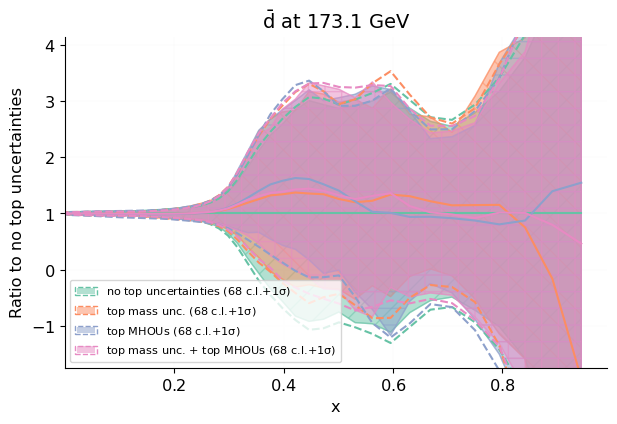 d̄ at 173.1 GeV
Ratio to no top uncertainties
4
3
2
1
0
−1
no top uncertainties (68 c.l.+1σ)
top mass unc. (68 c.l.+1σ)
top MHOUs (68 c.l.+1σ)
top mass unc. + top MHOUs (68 c.l.+1σ)
0.2 0.4 0.6 0.8
x